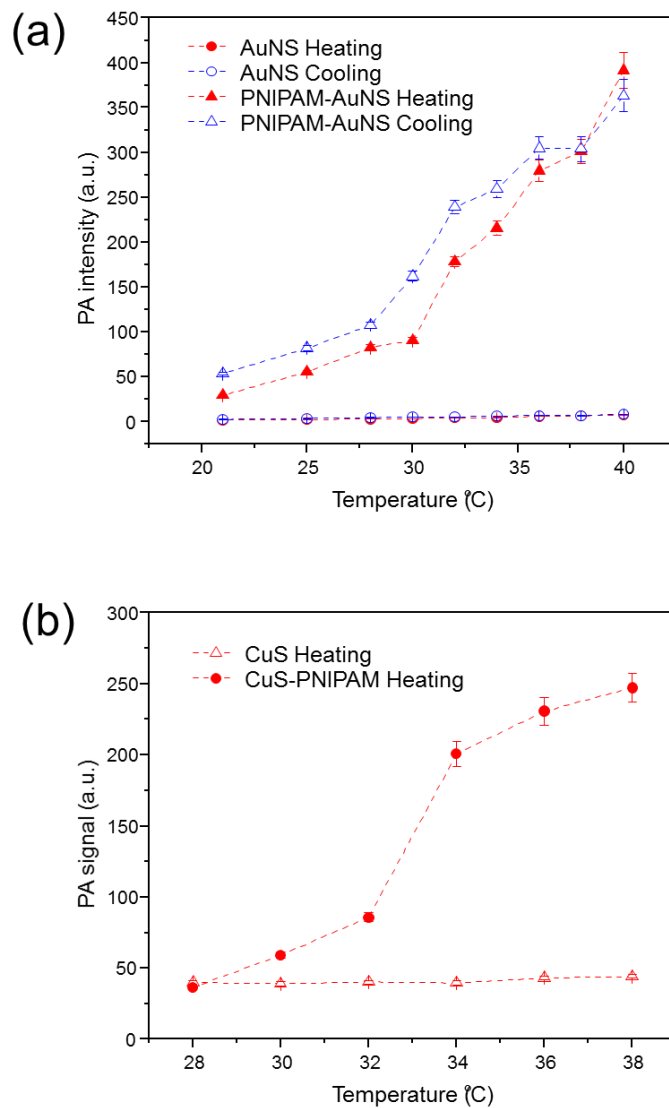 (a)
450
400
350
300
250
200
150
100
50
0
PA intensity (a.u.)
AuNS Heating
AuNS Cooling
PNIPAM-AuNS Heating
PNIPAM-AuNS Cooling
20 25 30 35 40
Temperature (°C)
(b)
300
250
200
150
100
50
0
PA signal (a.u.)
CuS Heating
CuS-PNIPAM Heating
28 30 32 34 36 38
Temperature (°C)